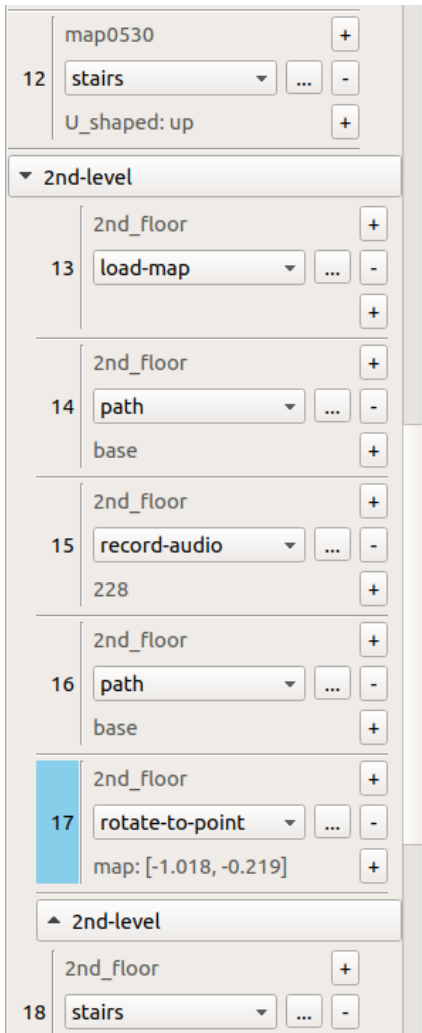 map0530 +
12 stairs ... -
U_shaped: up +
2nd-level
2nd_floor +
13 load-map ... -
+
2nd_floor +
14 path ... -
base +
2nd_floor +
15 record-audio ... -
228 +
2nd_floor +
16 path ... -
base +
2nd_floor +
17 rotate-to-point ... -
map: [-1.018, -0.219] +
2nd-level
2nd_floor +
18 stairs ... -